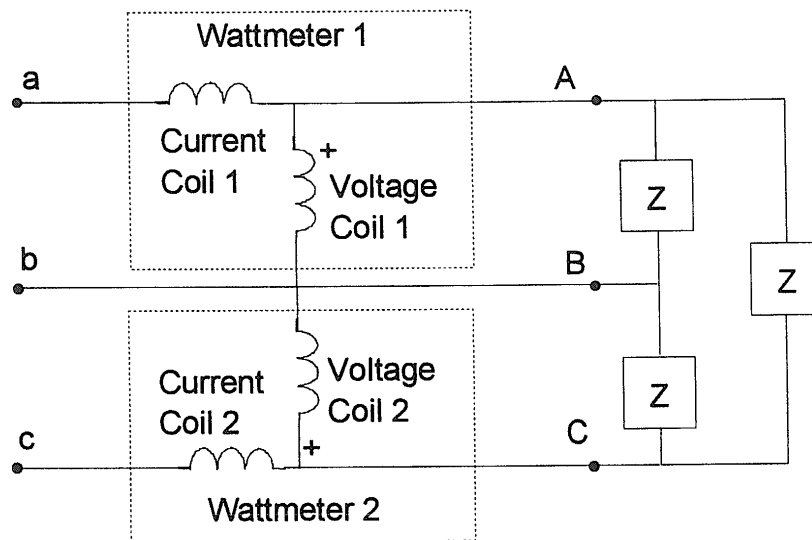 Wattmeter 1
a
A
Current
Coil 1
+
Voltage
Coil 1
Z
b
B
Z
Current
Coil 2
Voltage
Coil 2
Z
c
+
C
Wattmeter 2